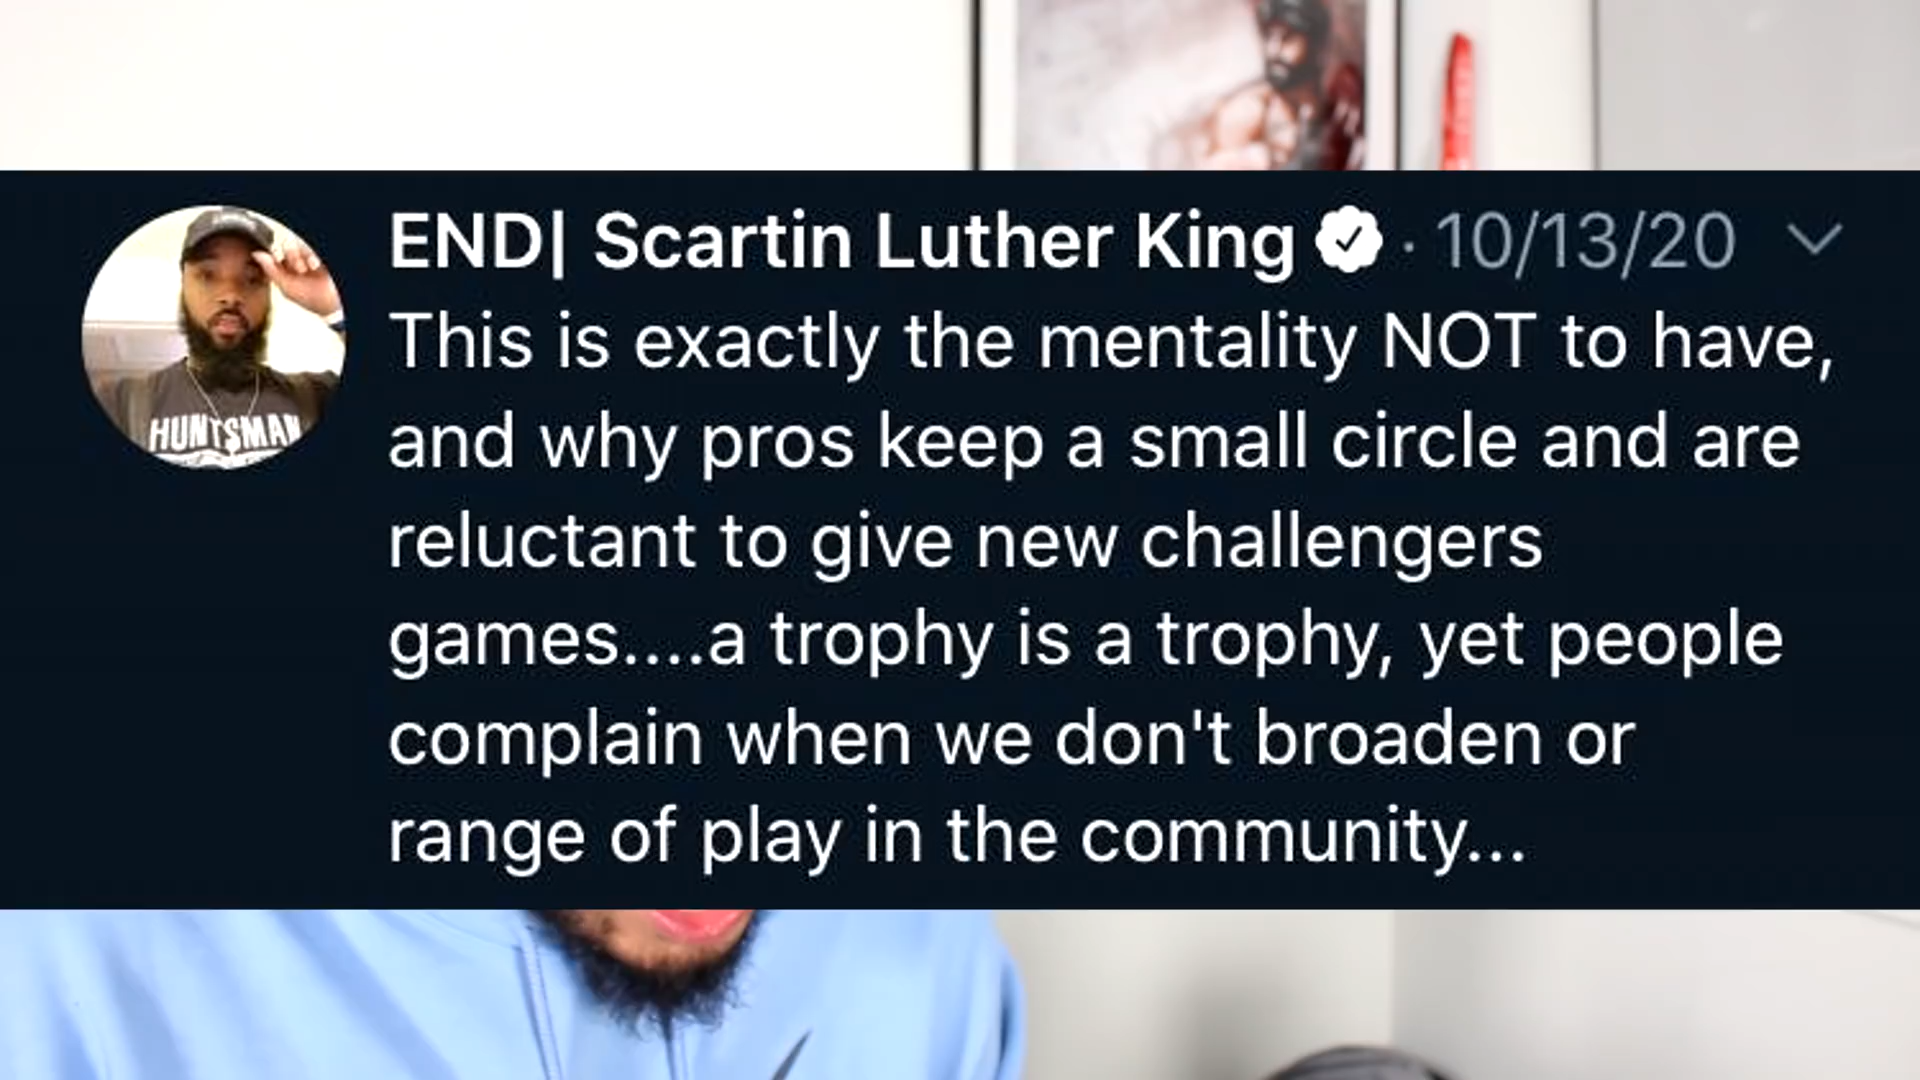 END| Scartin Luther King · 10/13/20
This is exactly the mentality NOT to have,
and why pros keep a small circle and are
reluctant to give new challengers
games....a trophy is a trophy, yet people
complain when we don't broaden or
range of play in the community...
HUNTSMAN